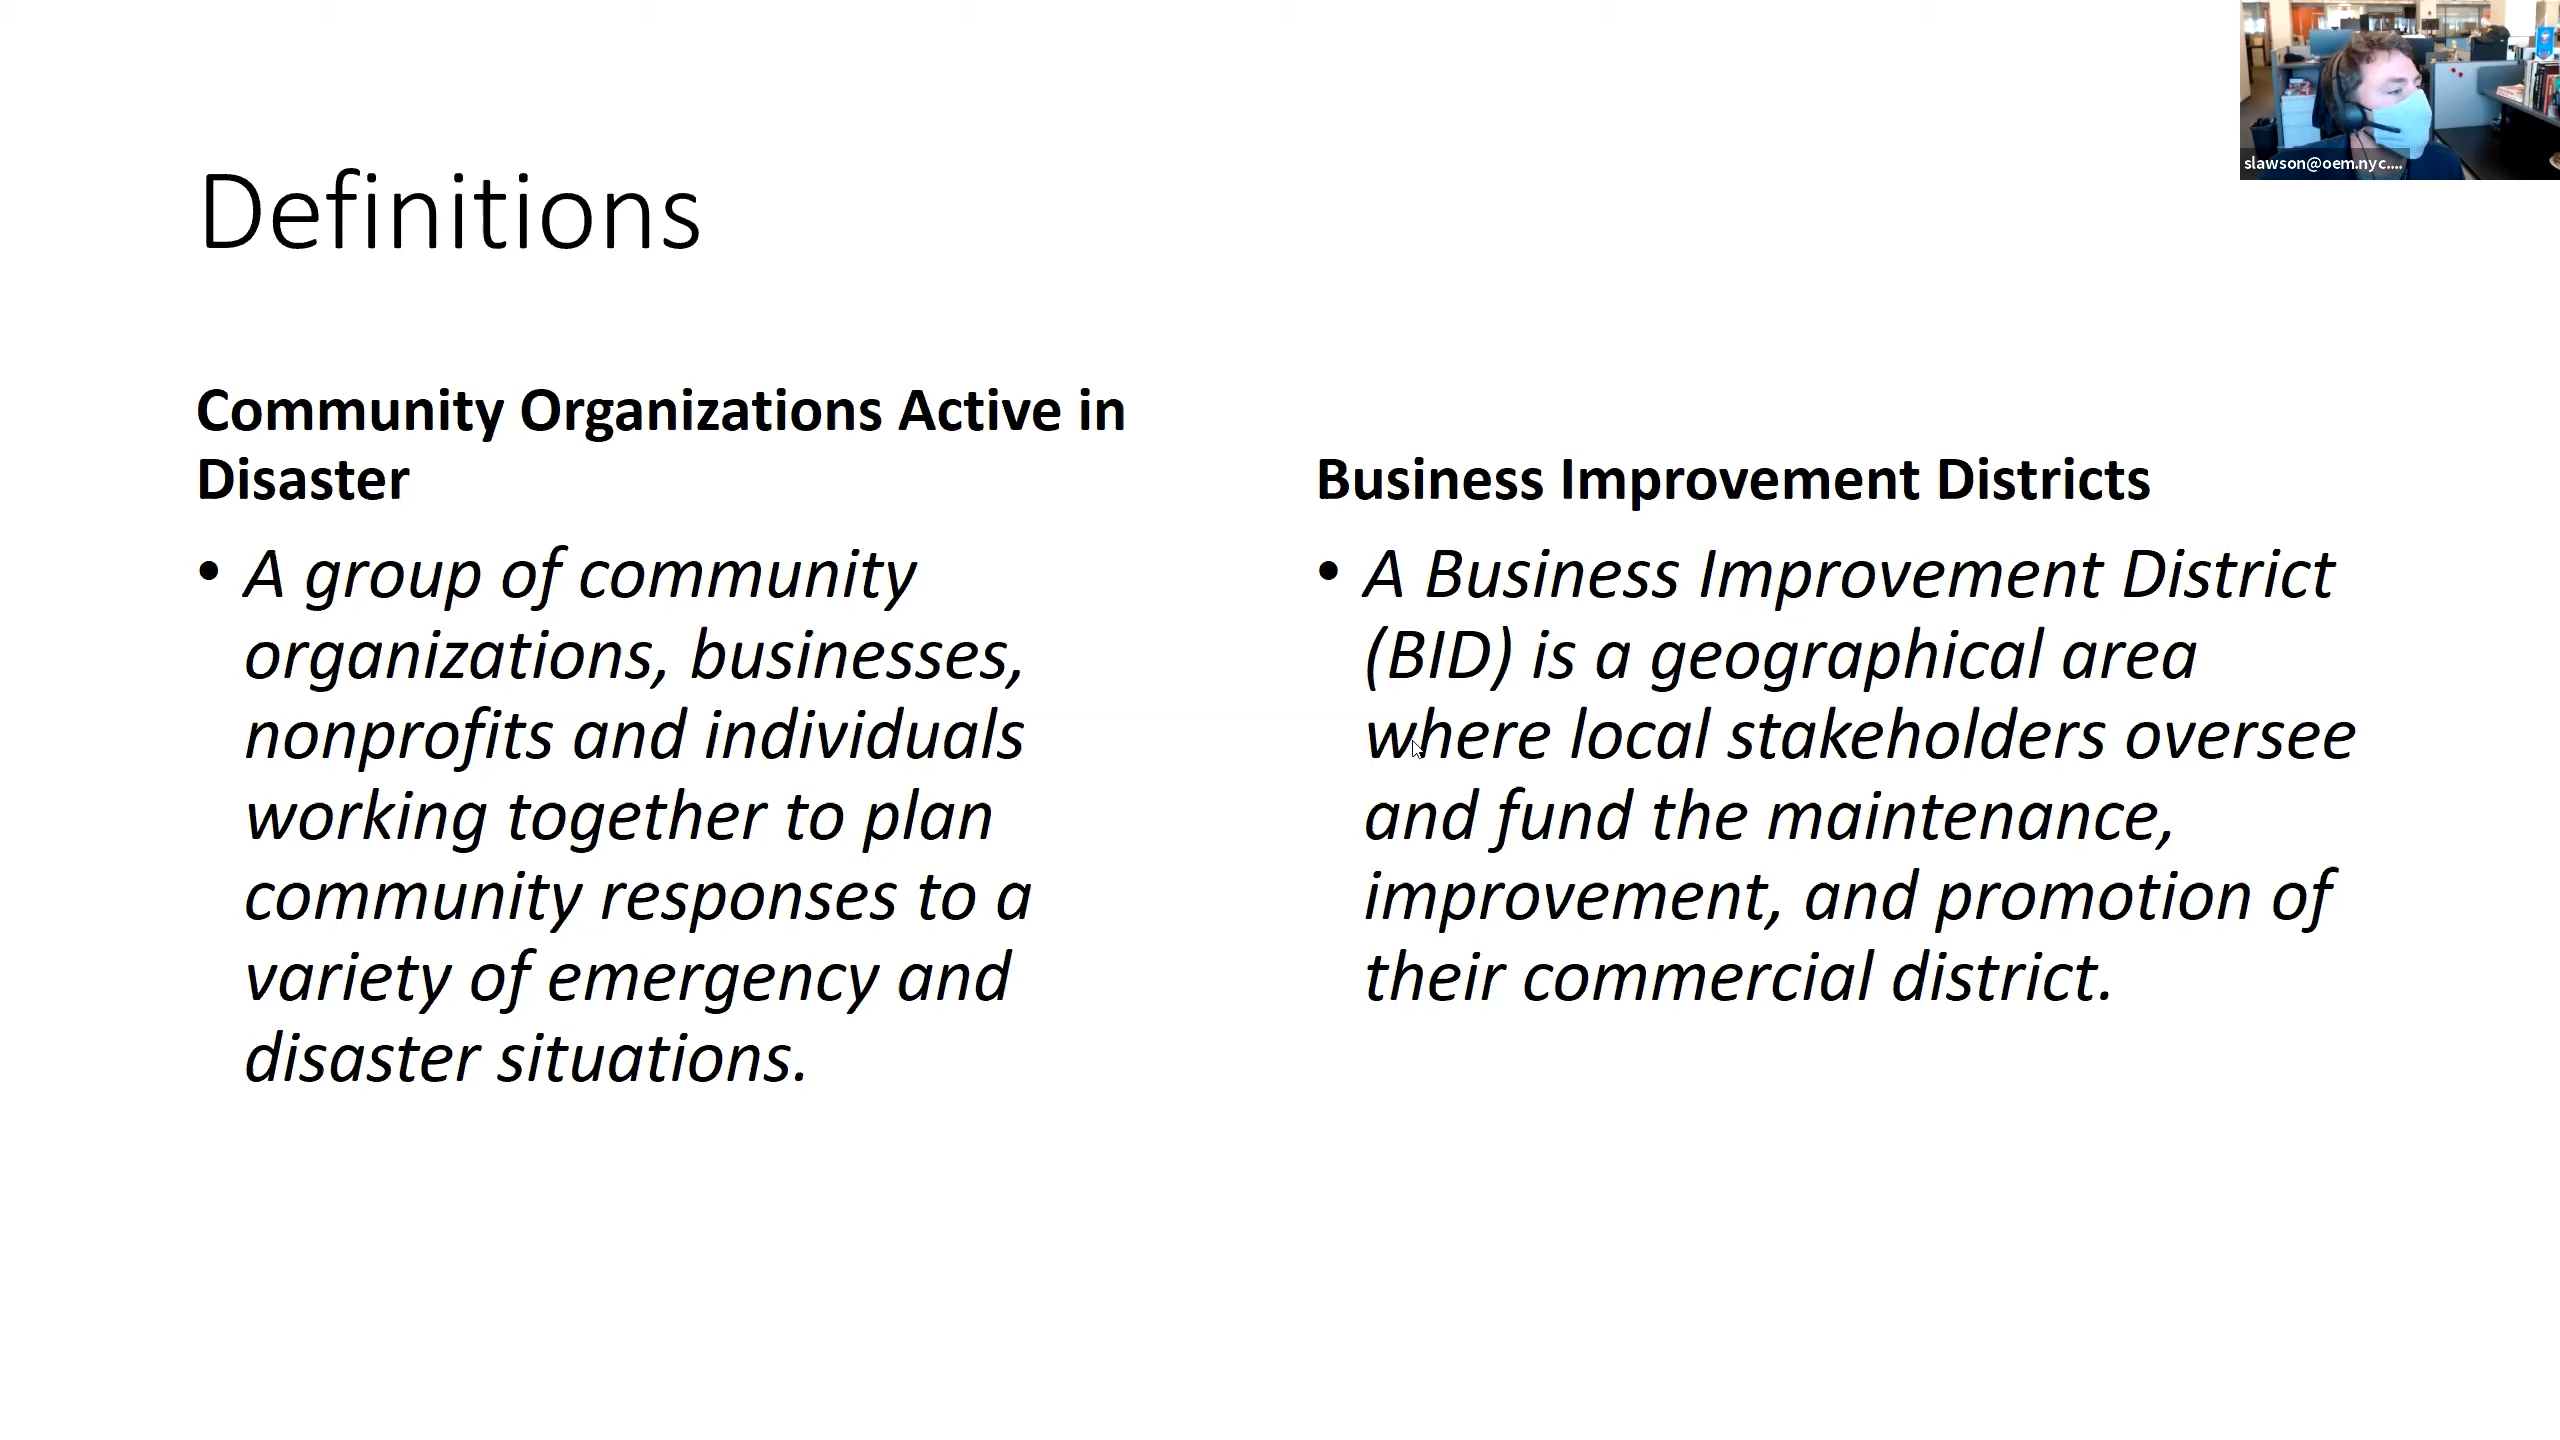 slawson@oem.nyc....
Definitions
Community Organizations Active in
Disaster
• A group of community
organizations, businesses,
nonprofits and individuals
working together to plan
community responses to a
variety of emergency and
disaster situations.
Business Improvement Districts
• A Business Improvement District
(BID) is a geographical area
where local stakeholders oversee
and fund the maintenance,
improvement, and promotion of
their commercial district.